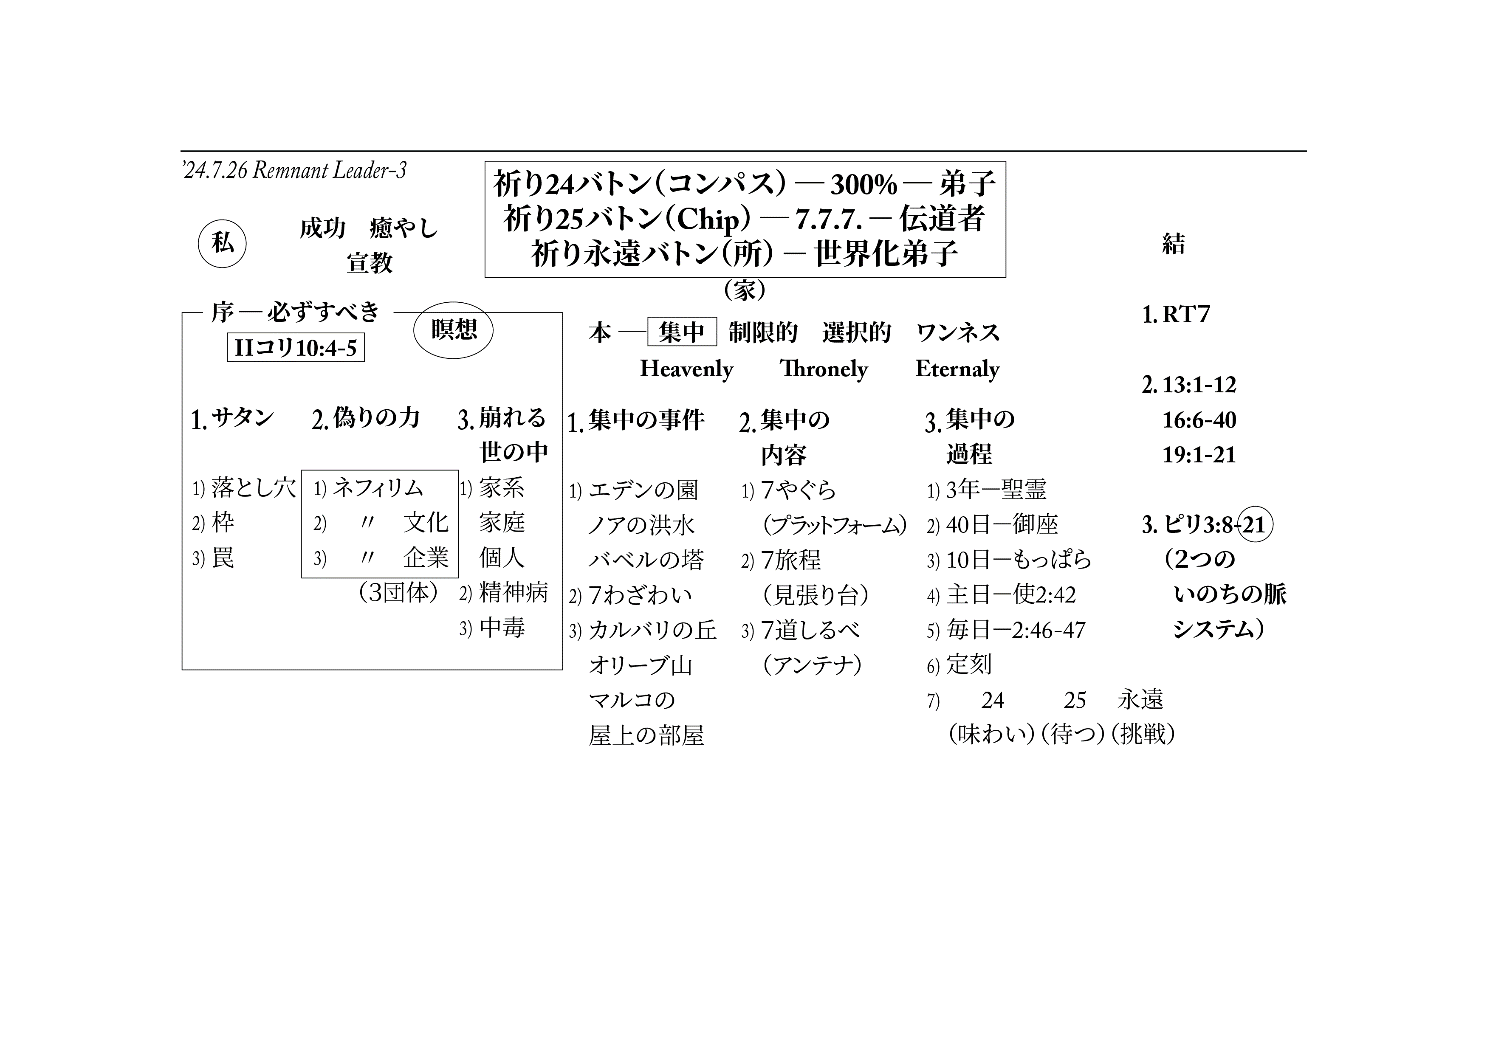 '24.7.26 Remnant Leader-3
祈り24バトン（コンパス）― 300%― 弟子
祈り25バトン（Chip）― 7.7.7. ― 伝道者
祈り永遠バトン（所）― 世界化弟子
（家）
私
成功　癒やし
宣教
序 ― 必ずすべき
瞑想
IIコリ10:4-5
1. サタン
1) 落とし穴
2) 枠
3) 罠
2. 偽りの力
1) ネフィリム
2) 〃 文化
3) 〃 企業
（3団体）
3. 崩れる
世の中
1) 家系
家庭
個人
2) 精神病
3) 中毒
本 ― 集中　制限的　選択的　ワンネス
Heavenly　Thronely　Eternaly
1. 集中の事件
1) エデンの園
ノアの洪水
バベルの塔
2) 7わざわい
3) カルバリの丘
オリーブ山
マルコの
屋上の部屋
2. 集中の
内容
1) 7やぐら
（プラットフォーム）
2) 7旅程
（見張り台）
3) 7道しるべ
（アンテナ）
3. 集中の
過程
1) 3年―聖霊
2) 40日―御座
3) 10日―もっぱら
4) 主日―使2:42
5) 毎日―2:46-47
6) 定刻
7) 24　25　永遠
（味わい）（待つ）（挑戦）
結
1. RT7
2. 13:1-12
16:6-40
19:1-21
3. ピリ3:8-21
（2つの
いのちの脈
システム）